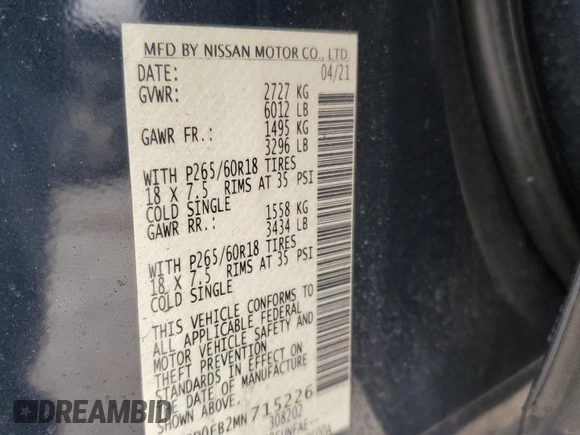 MFD BY NISSAN MOTOR CO., LTD.
DATE: 04/21
GVWR: 2727 KG
6012 LB
GAWR FR.: 1495 KG
3296 LB
WITH P265/60R18 TIRES
18 X 7.5 RIMS AT 35 PSI
COLD SINGLE
GAWR RR.: 1558 KG
3434 LB
WITH P265/60R18 TIRES
18 X 7.5 RIMS AT 35 PSI
COLD SINGLE
THIS VEHICLE CONFORMS TO
ALL APPLICABLE FEDERAL
MOTOR VEHICLE SAFETY AND
THEFT PREVENTION
STANDARDS IN EFFECT ON
THE DATE OF MANUFACTURE
SHOWN ABOVE.
715226
308202